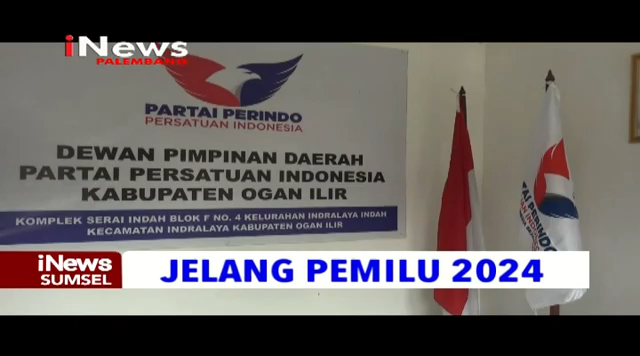 iNews
PALEMBANG
PARTAI PERINDO
PERSATUAN INDONESIA
DEWAN PIMPINAN DAERAH
PARTAI PERSATUAN INDONESIA
KABUPATEN OGAN ILIR
KOMPLEK SERAI INDAH BLOK F NO. 4 KELURAHAN INDRALAYA INDAH
KECAMATAN INDRALAYA KABUPATEN OGAN ILIR
PARTAI PERINDO
iNews
SUMSEL
JELANG PEMILU 2024